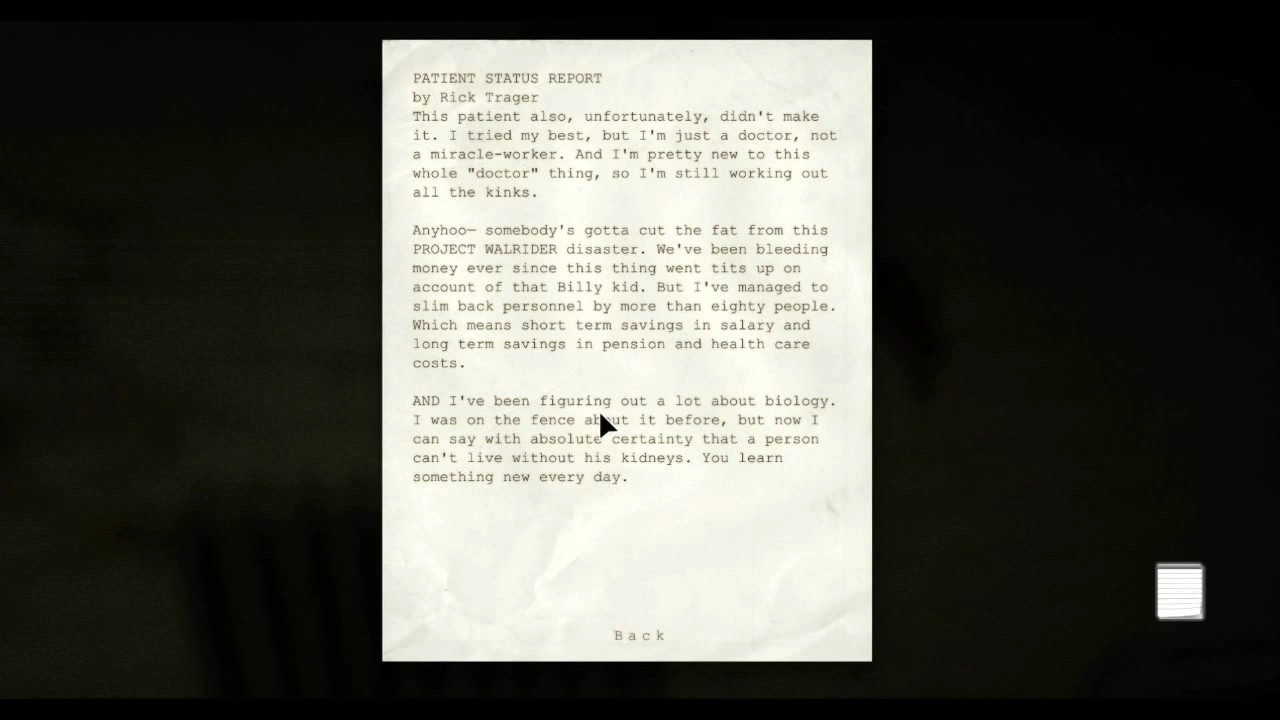 PATIENT STATUS REPORT
by Rick Trager
This patient also, unfortunately, didn't make
it. I tried my best, but I'm just a doctor, not
a miracle-worker. And I'm pretty new to this
whole "doctor" thing, so I'm still working out
all the kinks.
Anyhoo— somebody's gotta cut the fat from this
PROJECT WALRIDER disaster. We've been bleeding
money ever since this thing went tits up on
account of that Billy kid. But I've managed to
slim back personnel by more than eighty people.
Which means short term savings in salary and
long term savings in pension and health care
costs.
AND I've been figuring out a lot about biology.
I was on the fence about it before, but now I
can say with absolute certainty that a person
can't live without his kidneys. You learn
something new every day.
Back